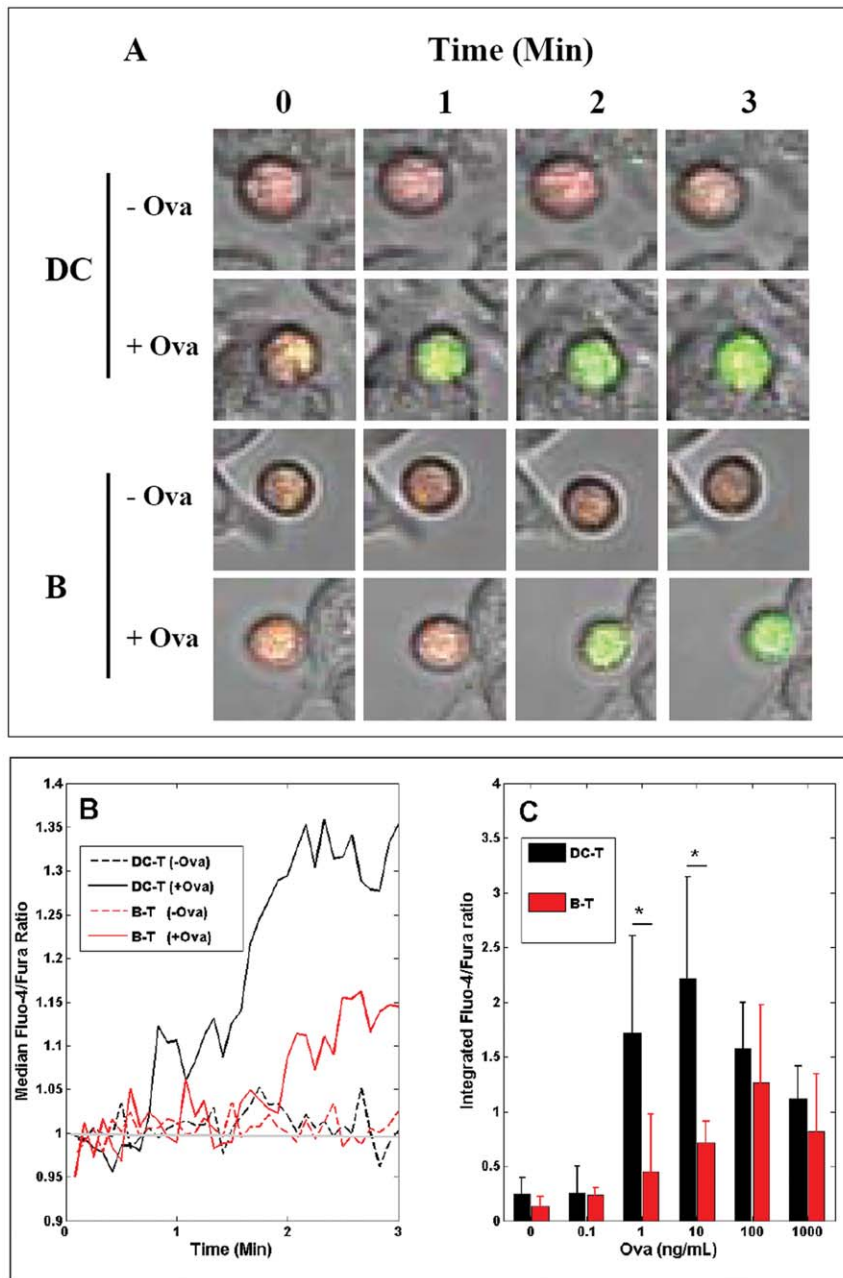 A
Time (Min)
0 1 2 3
DC
- Ova
+ Ova
B
- Ova
+ Ova
B
DC-T (-Ova)
DC-T (+Ova)
B-T (-Ova)
B-T (+Ova)
Median Fluo-4/Fura Ratio
1.4
1.35
1.3
1.25
1.2
1.15
1.1
1.05
1
0.95
0.9
0 1 2 3
Time (Min)
C
DC-T
B-T
* *
Integrated Fluo-4/Fura ratio
4
3.5
3
2.5
2
1.5
1
0.5
0
0 0.1 1 10 100 1000
Ova (ng/mL)